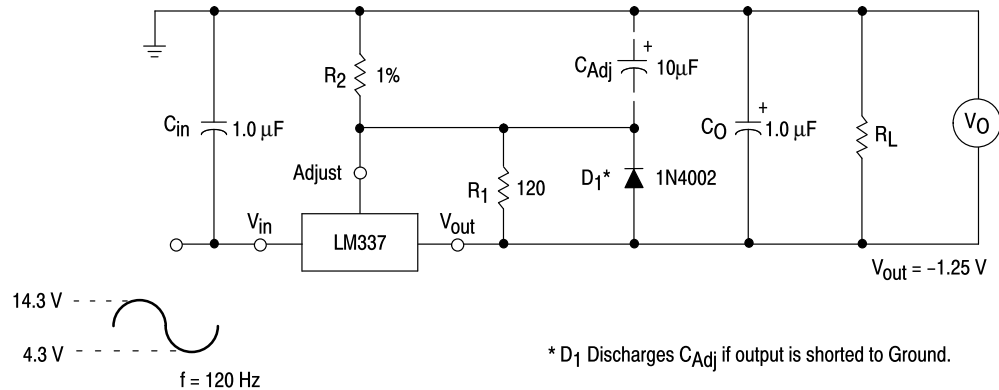 R2 1%
CAdj + 10µF
Cin 1.0 µF
CO + 1.0 µF
RL
VO
Adjust
R1 120
D1* 1N4002
Vin
LM337
Vout
Vout = –1.25 V
14.3 V
4.3 V
f = 120 Hz
* D1 Discharges CAdj if output is shorted to Ground.